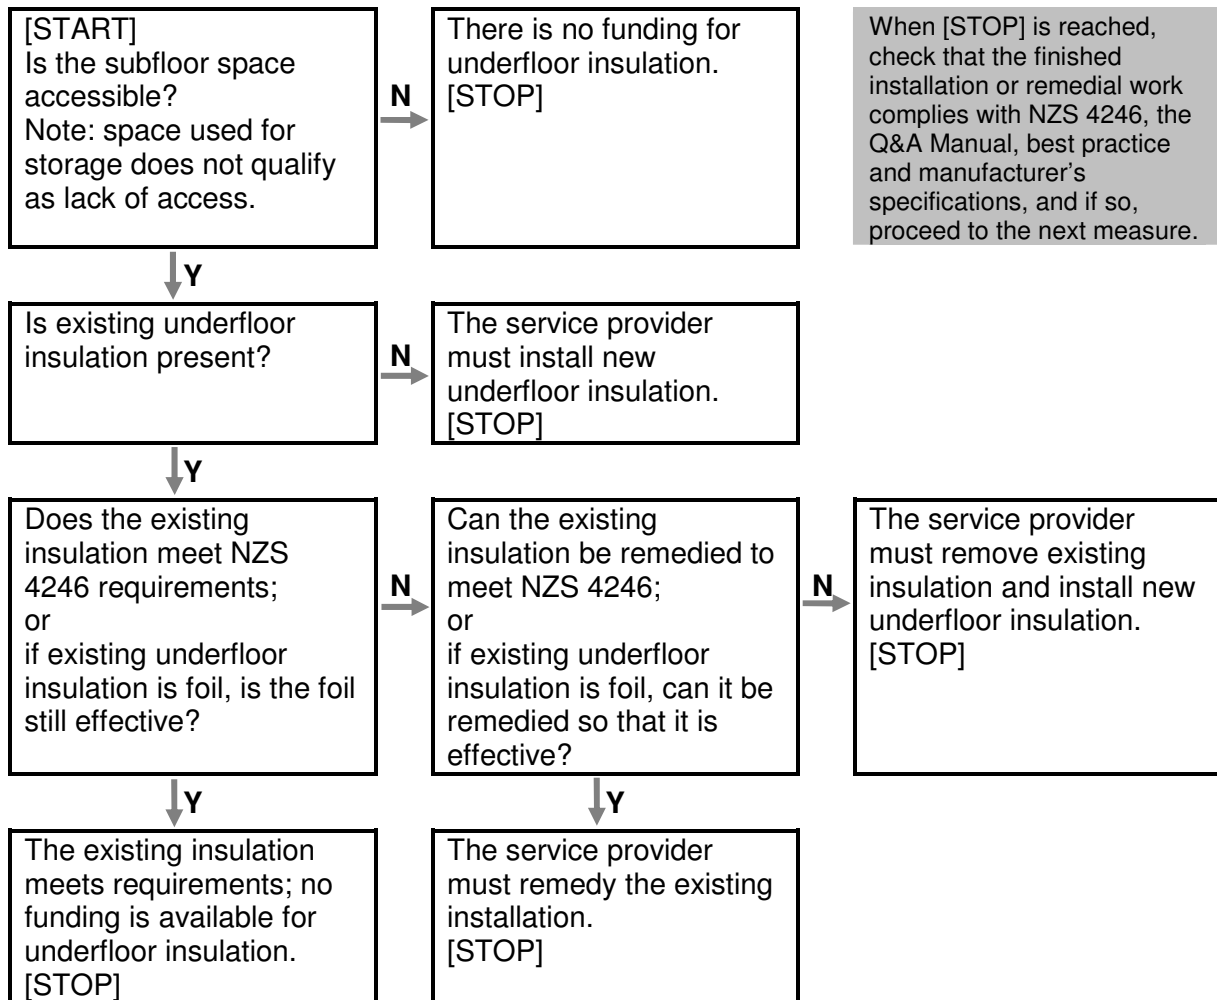 [START]
Is the subfloor space
accessible?
Note: space used for
storage does not qualify
as lack of access.
N
There is no funding for
underfloor insulation.
[STOP]
When [STOP] is reached,
check that the finished
installation or remedial work
complies with NZS 4246, the
Q&A Manual, best practice
and manufacturer's
specifications, and if so,
proceed to the next measure.
Y
Is existing underfloor
insulation present?
N
The service provider
must install new
underfloor insulation.
[STOP]
Y
Does the existing
insulation meet NZS
4246 requirements;
or
if existing underfloor
insulation is foil, is the foil
still effective?
N
Can the existing
insulation be remedied to
meet NZS 4246;
or
if existing underfloor
insulation is foil, can it be
remedied so that it is
effective?
N
The service provider
must remove existing
insulation and install new
underfloor insulation.
[STOP]
Y
Y
The existing insulation
meets requirements; no
funding is available for
underfloor insulation.
[STOP]
The service provider
must remedy the existing
installation.
[STOP]